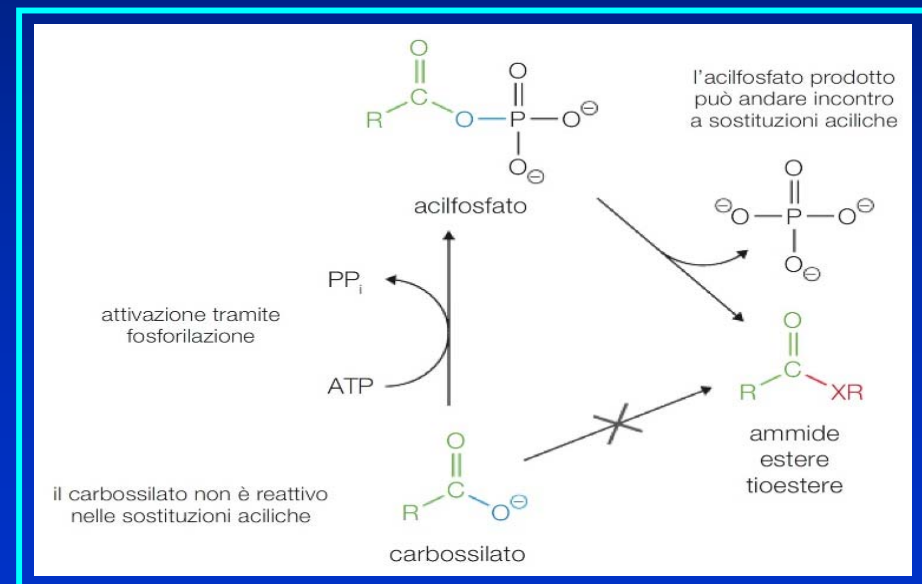 O
C
R
O
P
O
O⊖
O⊖
acilfosfato
l'acilfosfato prodotto
può andare incontro
a sostituzioni aciliche
O
⊖O
P
O⊖
O⊖
PPi
attivazione tramite
fosforilazione
ATP
O
C
R
XR
ammide
estere
tioestere
il carbossilato non è reattivo
nelle sostituzioni aciliche
O
C
R
O⊖
carbossilato